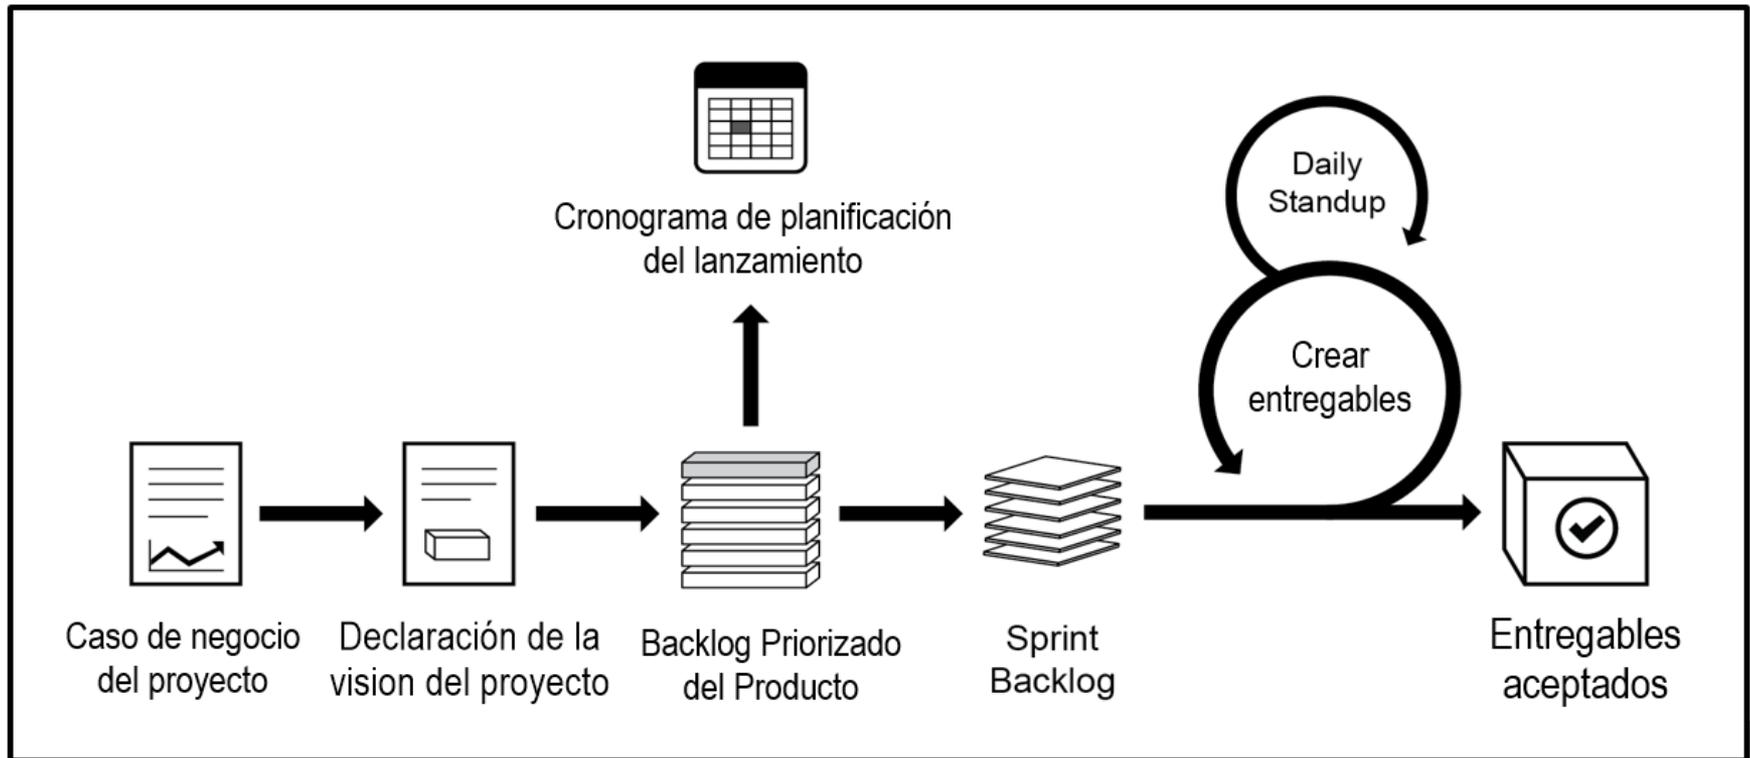 Cronograma de planificación
del lanzamiento
Daily
Standup
Crear
entregables
Caso de negocio
del proyecto
Declaración de la
vision del proyecto
Backlog Priorizado
del Producto
Sprint
Backlog
Entregables
aceptados